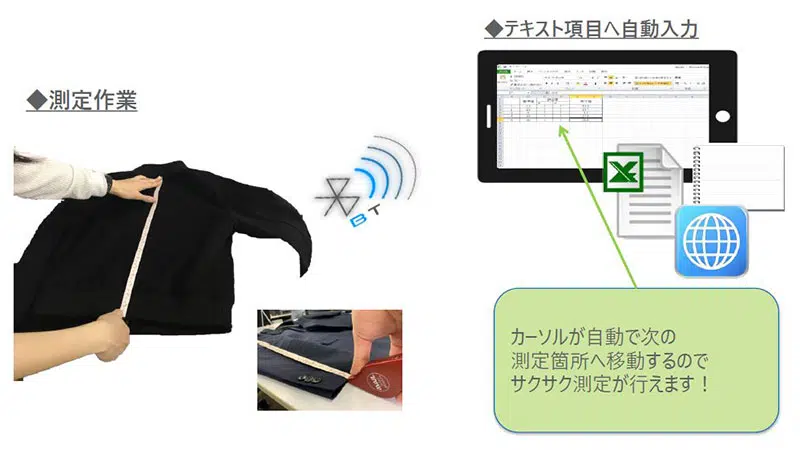 ◆測定作業
BT
◆テキスト項目へ自動入力
カーソルが自動で次の
測定箇所へ移動するので
サクサク測定が行えます！